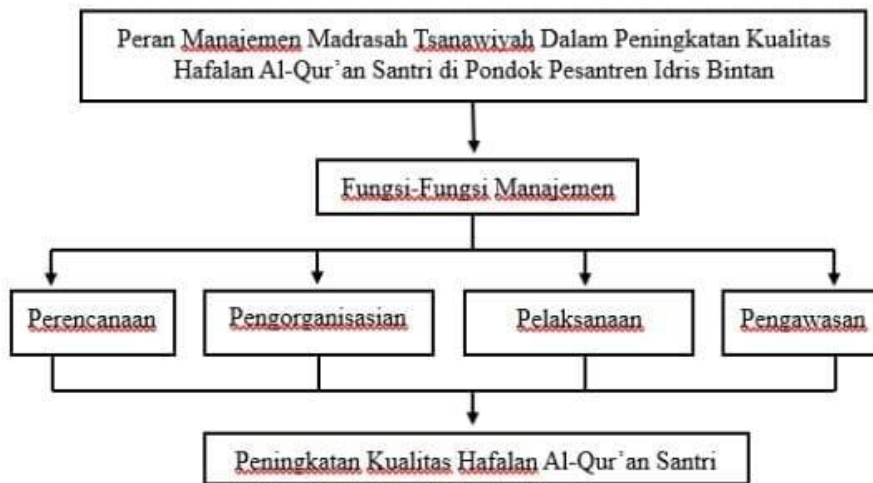 Peran Manajemen Madrasah Tsanawiyah Dalam Peningkatan Kualitas
Hafalan Al-Qur’an Santri di Pondok Pesantren Idris Bintan
Fungsi-Fungsi Manajemen
Perencanaan
Pengorganisasian
Pelaksanaan
Pengawasan
Peningkatan Kualitas Hafalan Al-Qur’an Santri